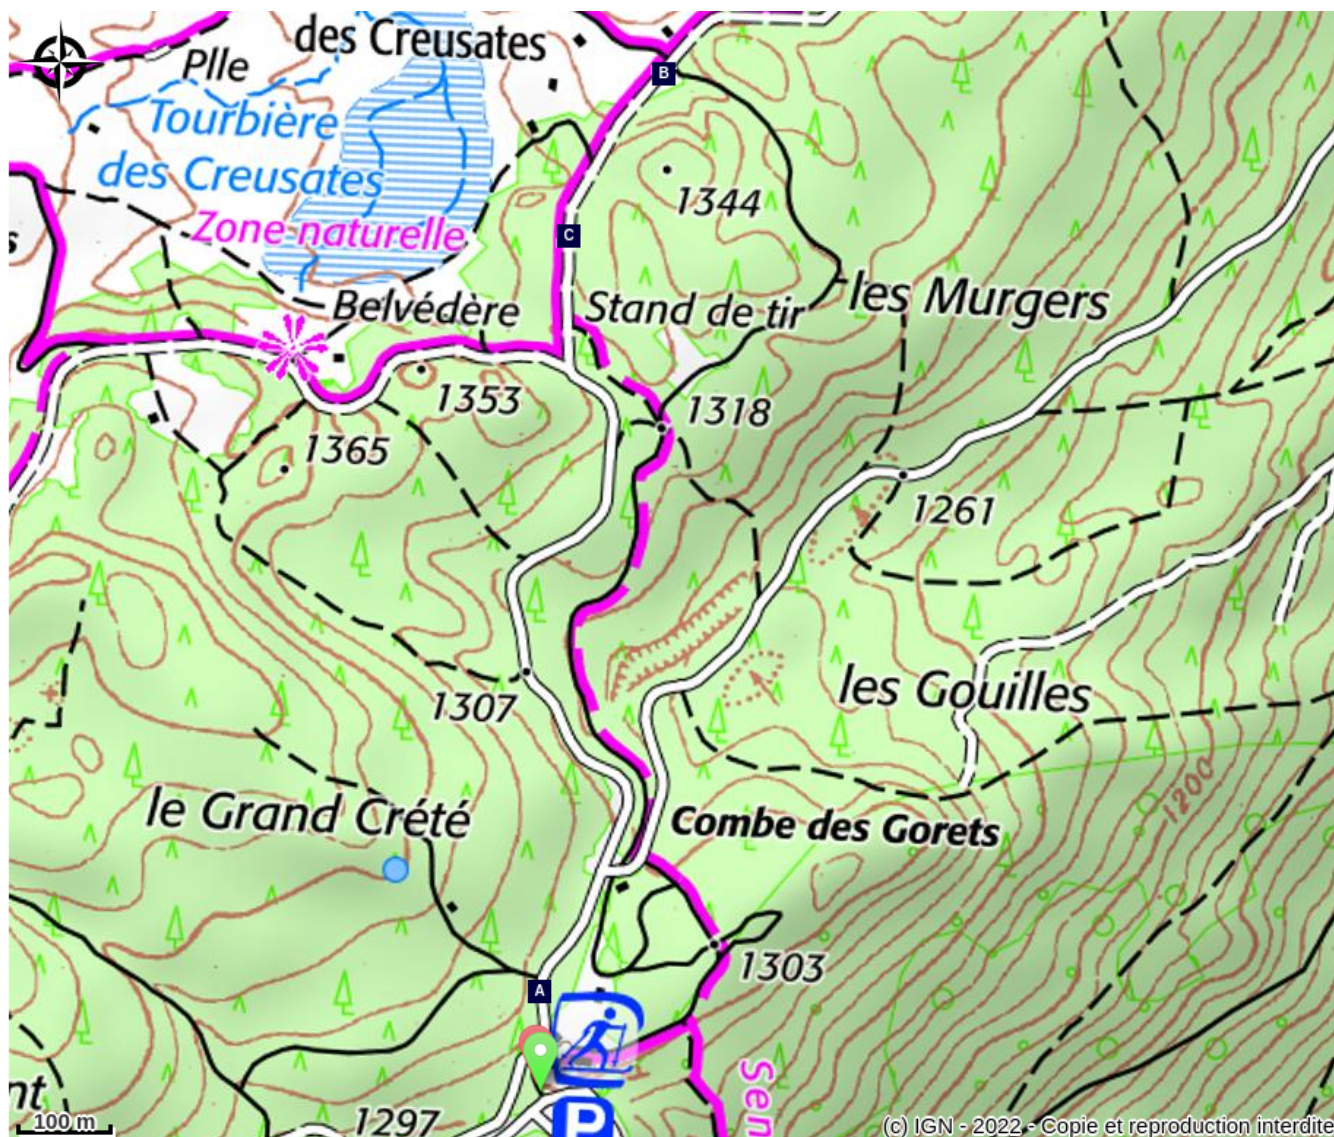 des Creusates
Plle
B
Tourbière
des Creusates
1344
Zone naturelle
s
C
Belvédère
Stand de tir
les Murgers
1353
1318
1365
1261
les Gouilles
1307
1200
le Grand Crété
Combe des Gorets
1303
A
Sen
nt
1297
P
100 m
(c) IGN - 2022 - Copie et reproduction interdite